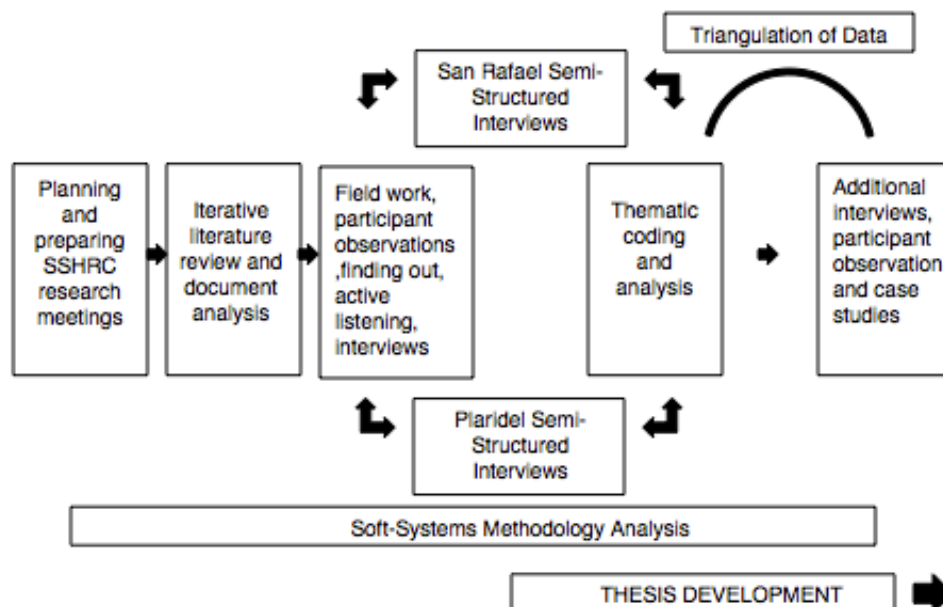 Triangulation of Data
San Rafael Semi-
Structured
Interviews
Planning
and
preparing
SSHRC
research
meetings
Iterative
literature
review and
document
analysis
Field work,
participant
observations
,finding out,
active
listening,
interviews
Thematic
coding
and
analysis
Additional
interviews,
participant
observation
and case
studies
Plaridel Semi-
Structured
Interviews
Soft-Systems Methodology Analysis
THESIS DEVELOPMENT